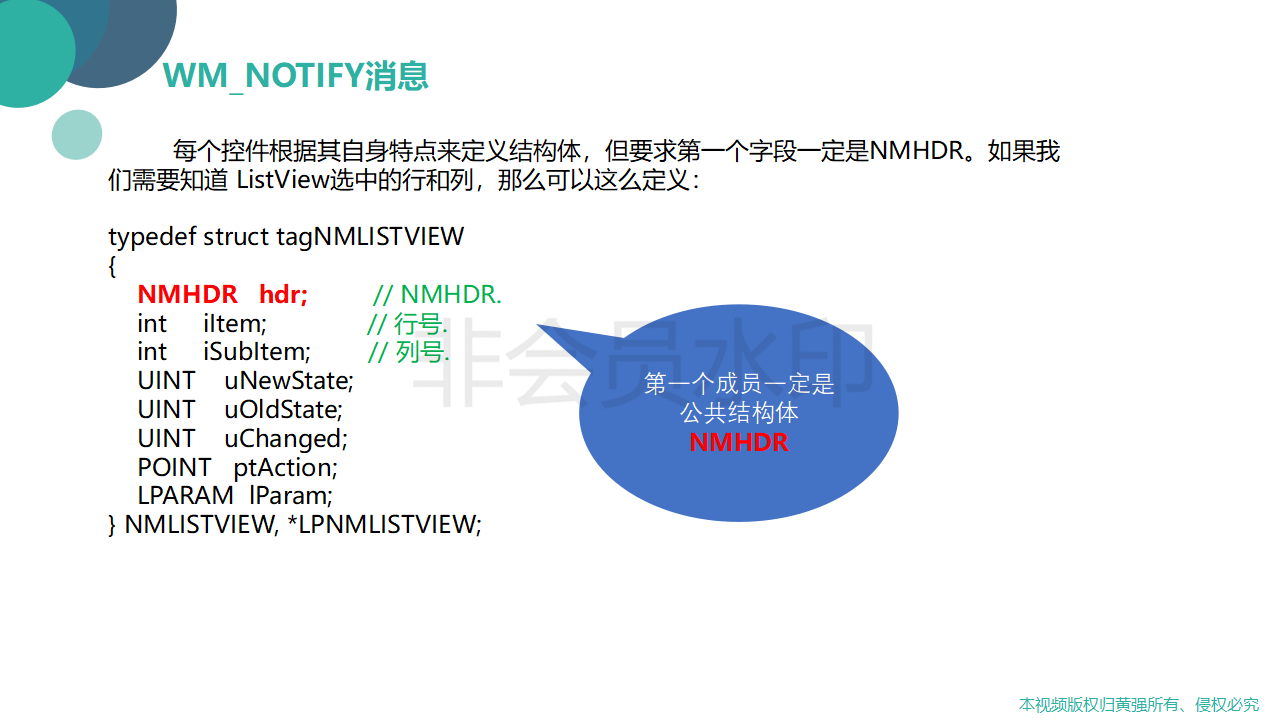 WM_NOTIFY消息
每个控件根据其自身特点来定义结构体，但要求第一个字段一定是NMHDR。如果我
们需要知道 ListView选中的行和列，那么可以这么定义：
typedef struct tagNMLISTVIEW
{
NMHDR hdr; // NMHDR.
int iItem; // 行号.
int iSubItem; // 列号.
UINT uNewState;
UINT uOldState;
UINT uChanged;
POINT ptAction;
LPARAM lParam;
} NMLISTVIEW, *LPNMLISTVIEW;
非会员水印
第一个成员一定是
公共结构体
NMHDR
本视频版权归黄强所有、侵权必究